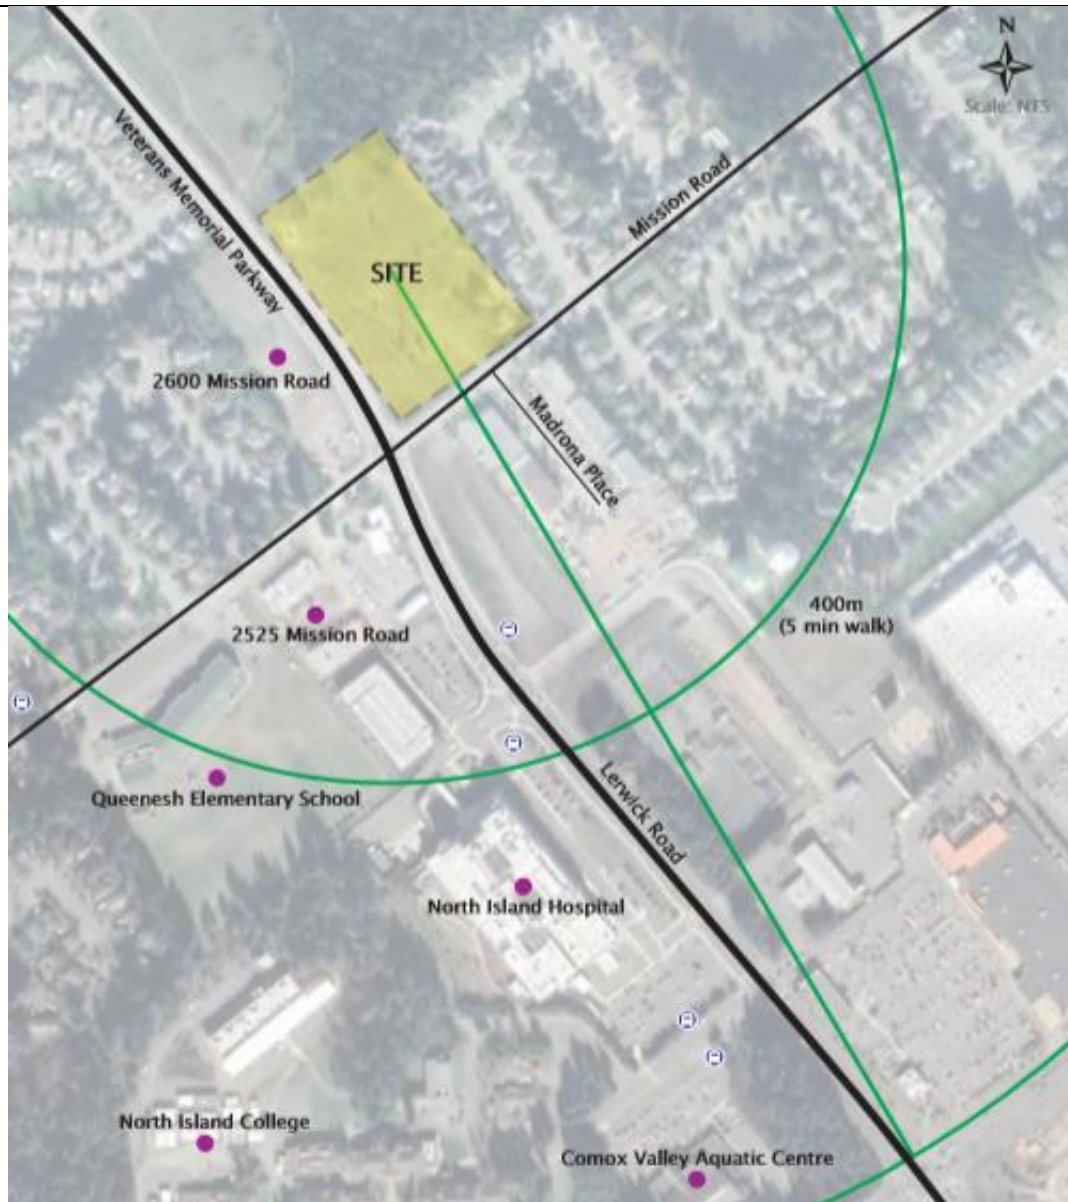 N
Scale: NTS
Veterans Memorial Parkway
Mission Road
SITE
2600 Mission Road
Madrona Place
400m
(5 min walk)
2525 Mission Road
Queenesh Elementary School
Lerwick Road
North Island Hospital
North Island College
Comox Valley Aquatic Centre